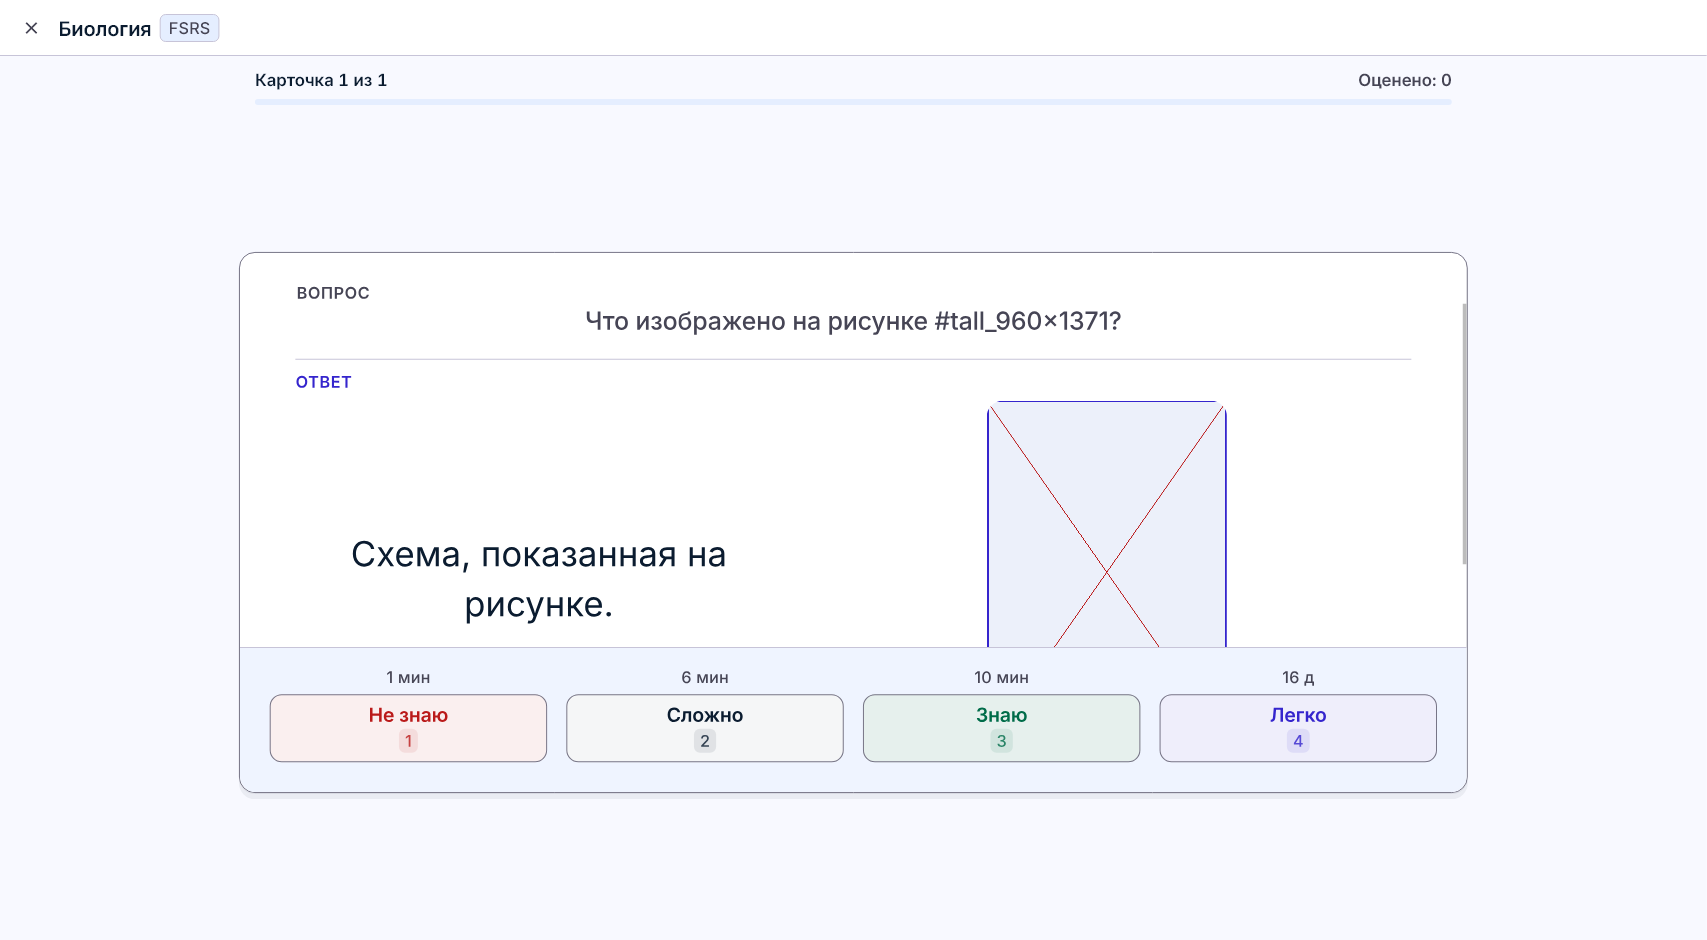 Биология FSRS
Карточка 1 из 1
Оценено: 0
ВОПРОС
Что изображено на рисунке #tall_960×1371?
ОТВЕТ
Схема, показанная на
рисунке.
1 мин
Не знаю
1
6 мин
Сложно
2
10 мин
Знаю
3
16 д
Легко
4